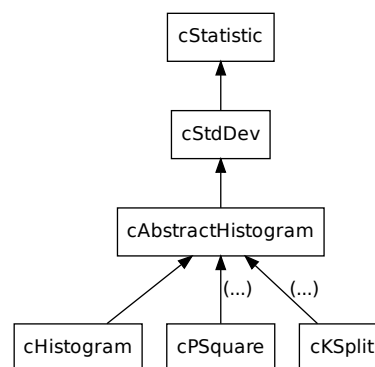 cStatistic
cStdDev
cAbstractHistogram
(...) (...)
cHistogram cPSquare cKSplit